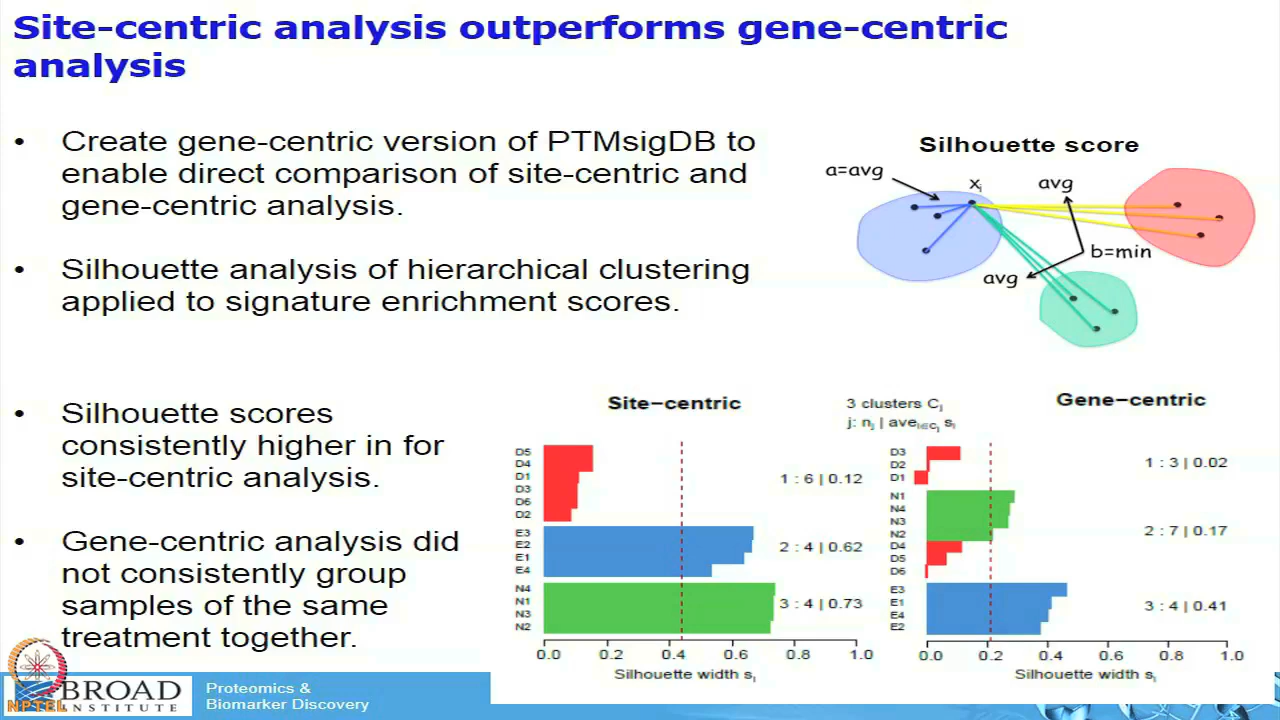 Site-centric analysis outperforms gene-centric
analysis
• Create gene-centric version of PTMsigDB to
enable direct comparison of site-centric and
gene-centric analysis.
• Silhouette analysis of hierarchical clustering
applied to signature enrichment scores.
• Silhouette scores
consistently higher in for
site-centric analysis.
• Gene-centric analysis did
not consistently group
samples of the same
treatment together.
Silhouette score
a=avg
xi
avg
b=min
avg
Site-centric
3 clusters Cj
j: nj | avei∈Cj si
D5
D4
D1
D3
D6
D2
1 : 6 | 0.12
E3
E2
E1
E4
2 : 4 | 0.62
N4
N1
N3
N2
3 : 4 | 0.73
0.0 0.2 0.4 0.6 0.8 1.0
Silhouette width si
Gene-centric
D3
D2
D1
1 : 3 | 0.02
N1
N4
N3
N2
D4
D5
D6
2 : 7 | 0.17
E3
E1
E4
E2
3 : 4 | 0.41
0.0 0.2 0.4 0.6 0.8 1.0
Silhouette width si
NPTEL
BROAD
INSTITUTE
Proteomics &
Biomarker Discovery